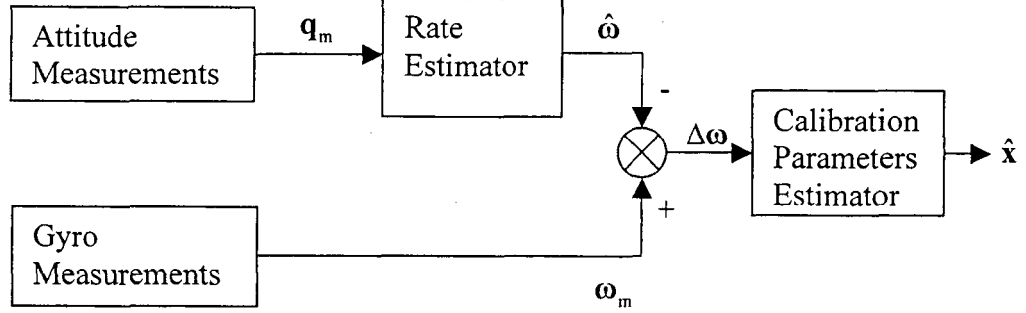 Attitude
Measurements
q_m
Rate
Estimator
ω̂
-
Δω
Calibration
Parameters
Estimator
x̂
+
Gyro
Measurements
ω_m